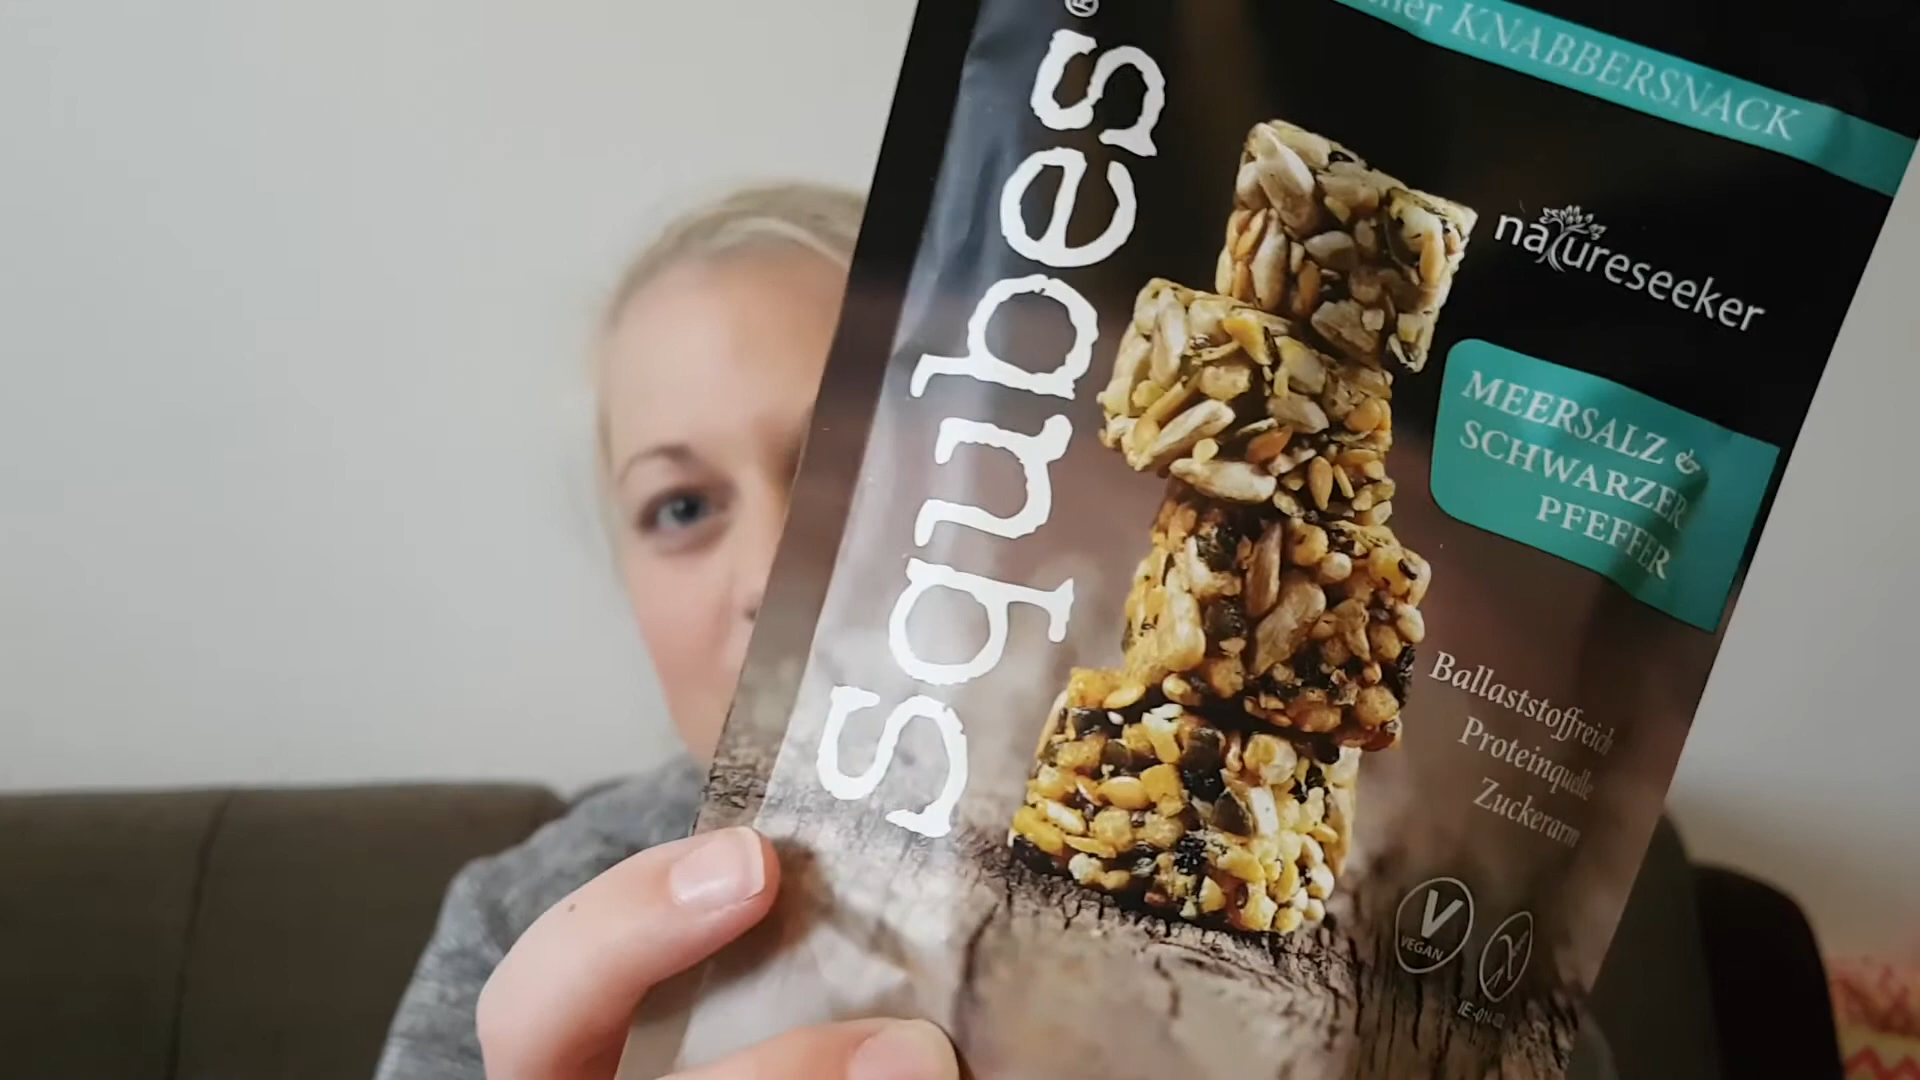 KNABBERSNACK
squbes®
natureseeker
MEERSALZ &
SCHWARZER
PFEFFER
Ballaststoffreich
Proteinquelle
Zuckerarm
V
VEGAN